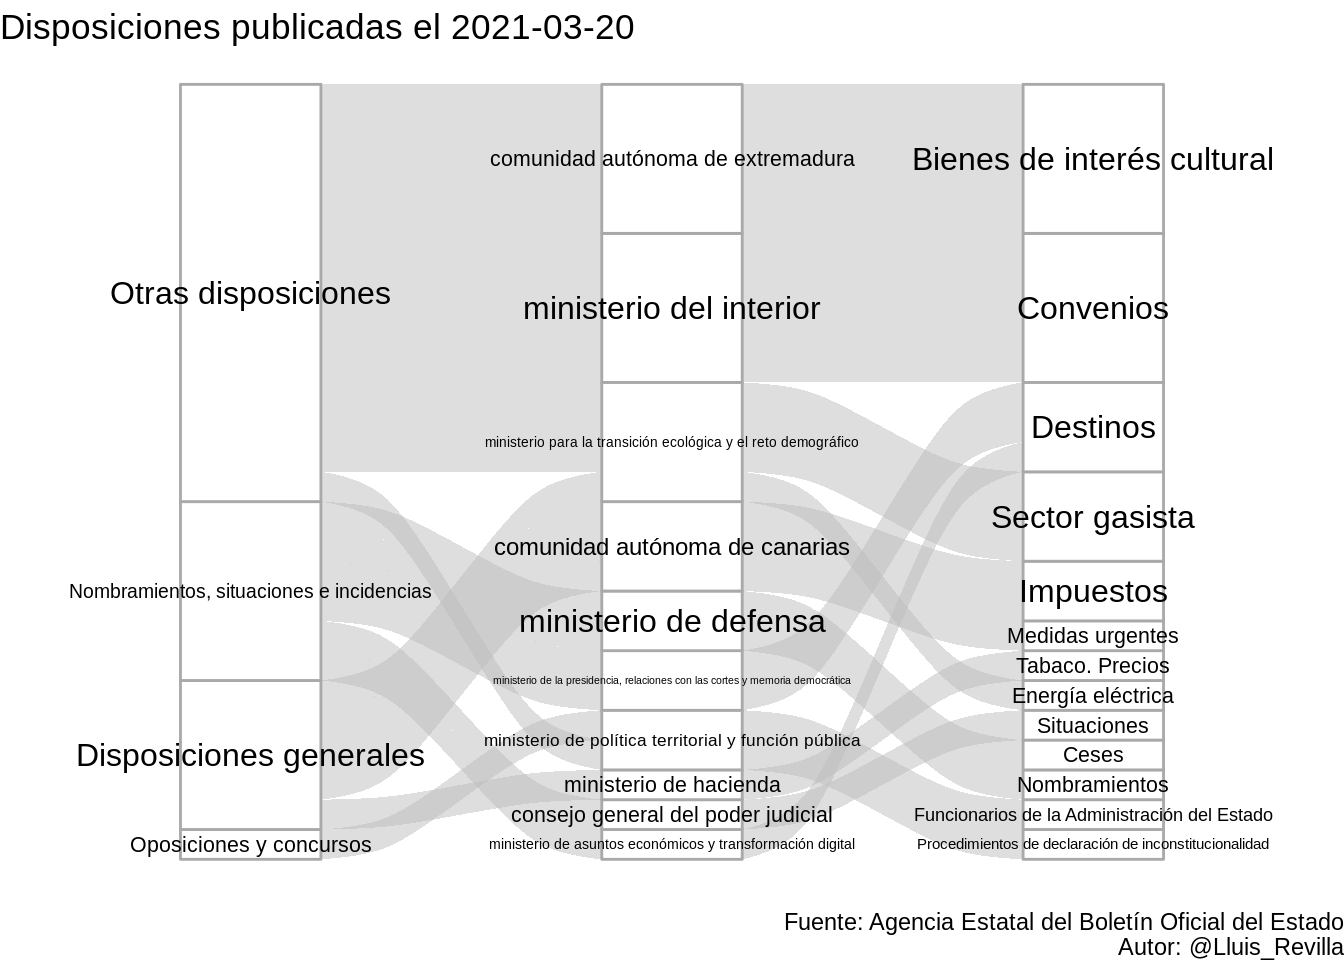 Disposiciones publicadas el 2021-03-20
Otras disposiciones
Nombramientos, situaciones e incidencias
Disposiciones generales
Oposiciones y concursos
comunidad autónoma de extremadura
ministerio del interior
ministerio para la transición ecológica y el reto demográfico
comunidad autónoma de canarias
ministerio de defensa
ministerio de la presidencia, relaciones con las cortes y memoria democrática
ministerio de política territorial y función pública
ministerio de hacienda
consejo general del poder judicial
ministerio de asuntos económicos y transformación digital
Bienes de interés cultural
Convenios
Destinos
Sector gasista
Impuestos
Medidas urgentes
Tabaco. Precios
Energía eléctrica
Situaciones
Ceses
Nombramientos
Funcionarios de la Administración del Estado
Procedimientos de declaración de inconstitucionalidad
Fuente: Agencia Estatal del Boletín Oficial del Estado
Autor: @Lluis_Revilla